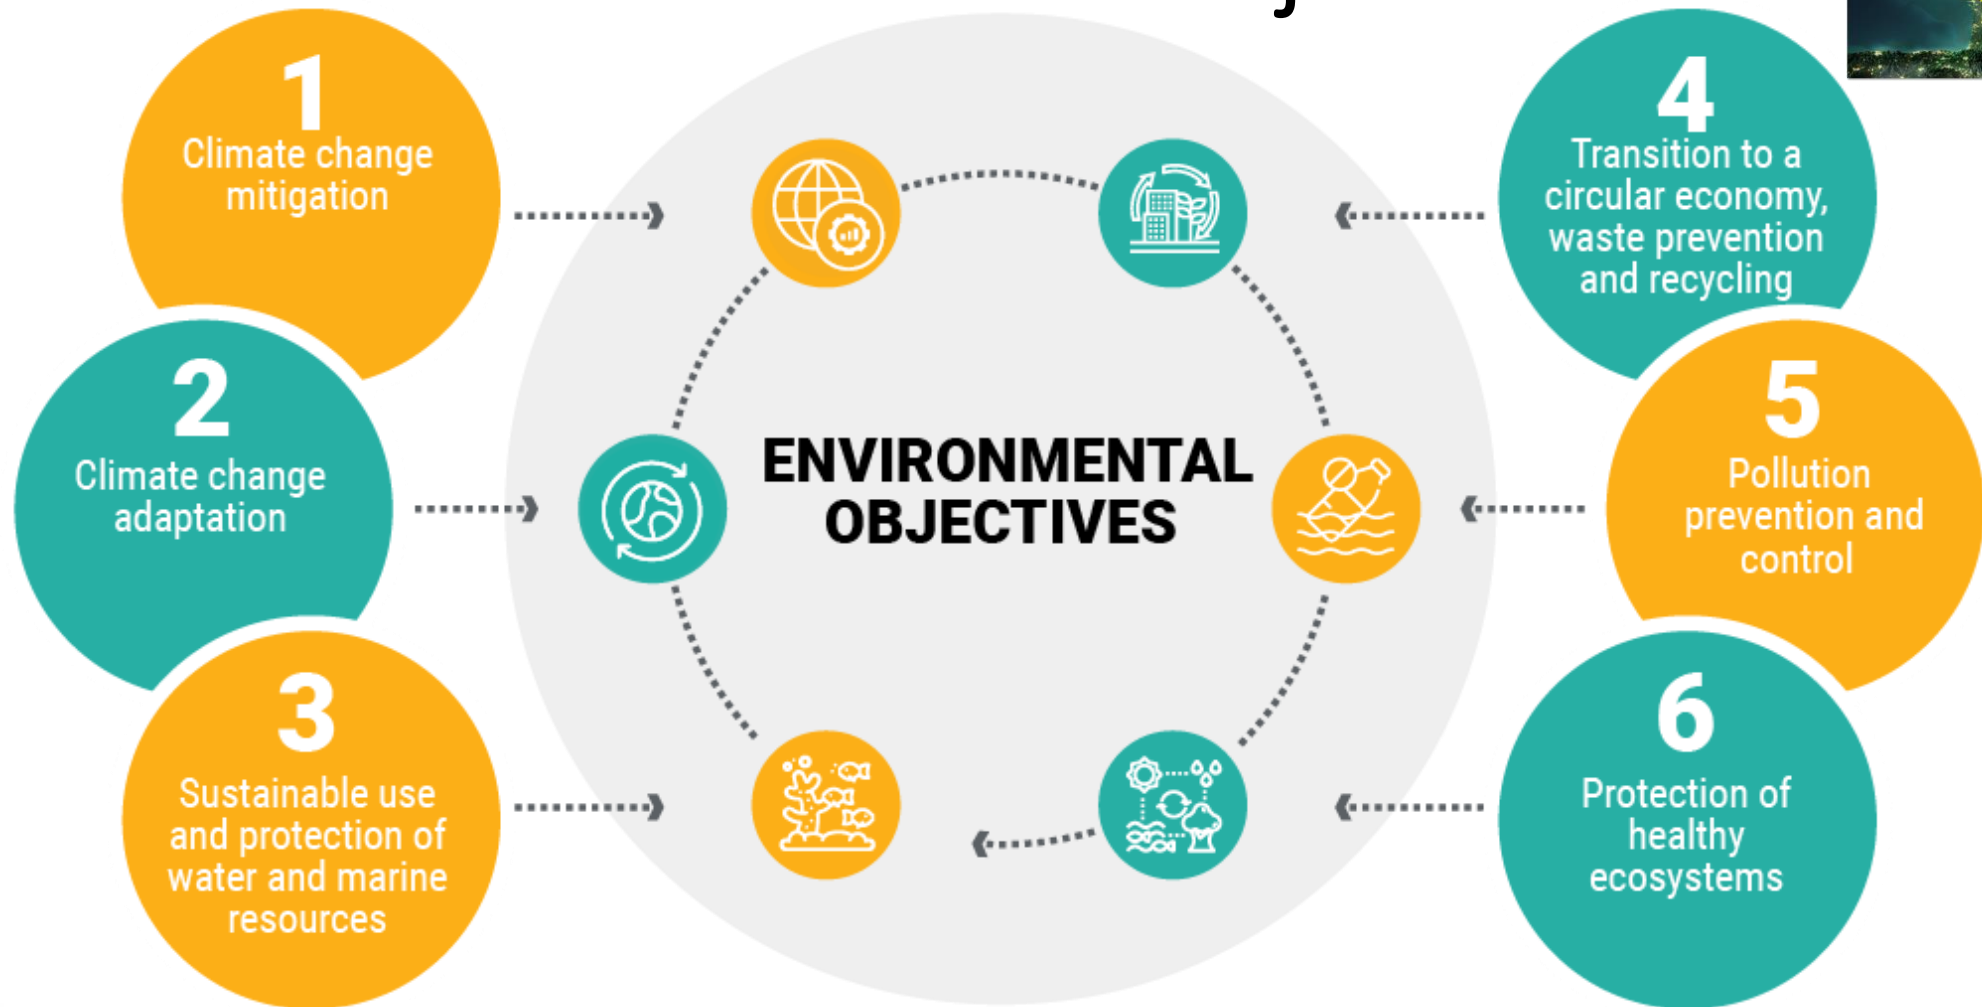 1
Climate change
mitigation
2
Climate change
adaptation
3
Sustainable use
and protection of
water and marine
resources
ENVIRONMENTAL
OBJECTIVES
4
Transition to a
circular economy,
waste prevention
and recycling
5
Pollution
prevention and
control
6
Protection of
healthy
ecosystems